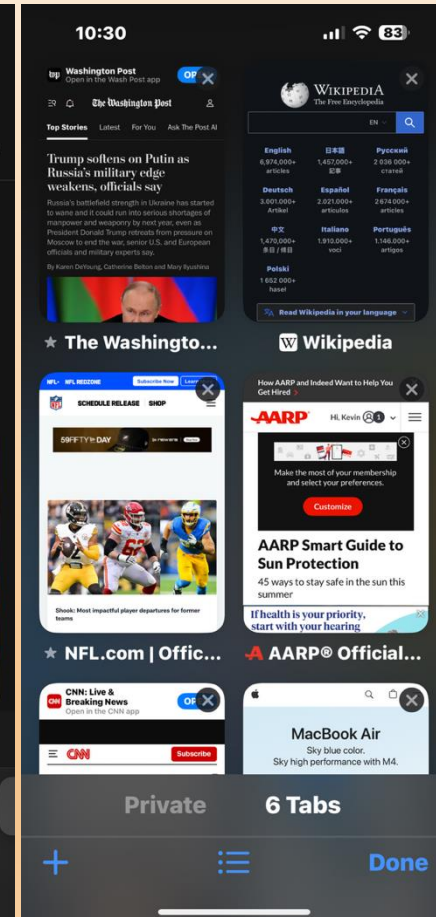 10:30
83
wp
Washington Post
Open in the Wash Post app
OP
The Washington Post
Top Stories Latest For You Ask The Post AI
Trump softens on Putin as
Russia's military edge
weakens, officials say
Russia's battlefield strength in Ukraine has started
to wane and it could run into serious shortages of
manpower and weaponry by next year, even as
President Donald Trump retreats from pressure on
Moscow to end the war, senior U.S. and European
officials and military experts say.
By Karen DeYoung, Catherine Belton and Mary Ilyushina
★ The Washingto...
WIKIPEDIA
The Free Encyclopedia
EN
English
6,974,000+
articles
日本語
1,457,000+
記事
Русский
2 036 000+
статей
Deutsch
3.001.000+
Artikel
Español
2.021.000+
artículos
Français
2 674 000+
articles
中文
1,470,000+
条目 / 條目
Italiano
1.910.000+
voci
Português
1.146.000+
artigos
Polski
1 652 000+
haseł
Read Wikipedia in your language
W Wikipedia
NFL+ NFL REDZONE Subscribe Now Lear
NFL SCHEDULE RELEASE SHOP
59FIFTY DAY
Shook: Most impactful player departures for former
teams
★ NFL.com | Offic...
How AARP and Indeed Want to Help You
Get Hired >
AARP Hi, Kevin
Make the most of your membership
and select your preferences.
Customize
AARP Smart Guide to
Sun Protection
45 ways to stay safe in the sun this
summer
If health is your priority,
start with your hearing
AARP® Official...
CNN
CNN: Live &
Breaking News
Open in the CNN app
OP
CNN Subscribe
MacBook Air
Sky blue color.
Sky high performance with M4.
Private 6 Tabs
Done